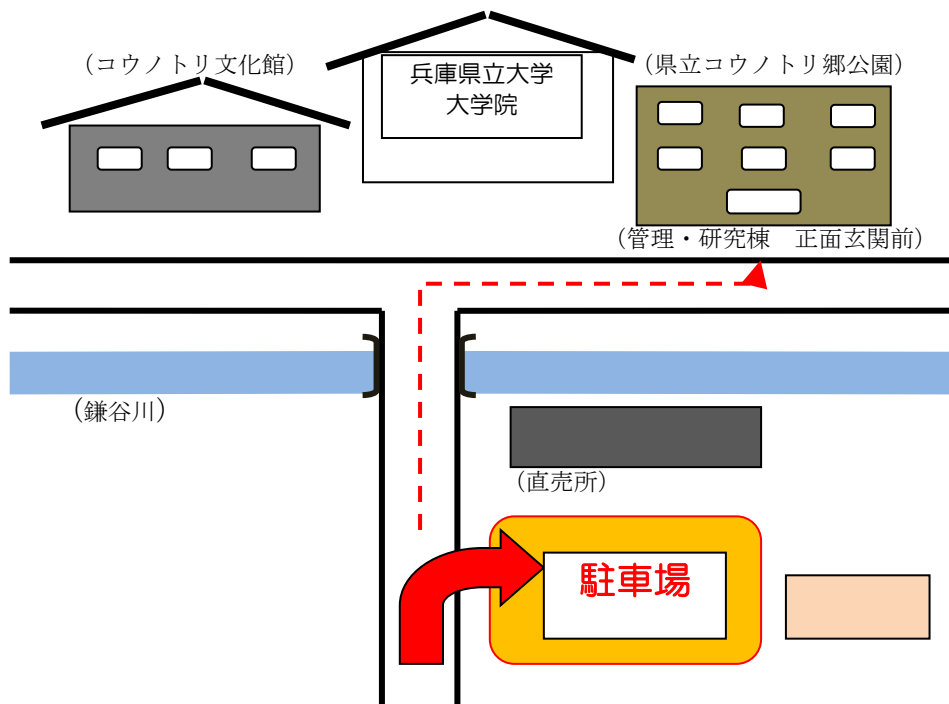 （コウノトリ文化館）
兵庫県立大学
大学院
（県立コウノトリ郷公園）
（管理・研究棟　正面玄関前）
（鎌谷川）
（直売所）
駐車場